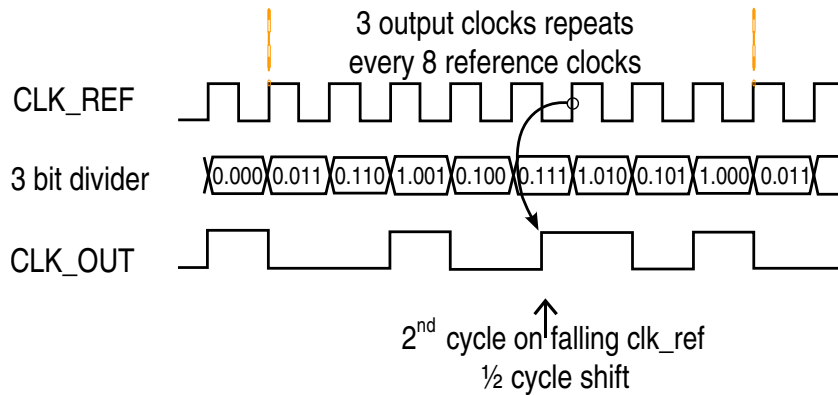 3 output clocks repeats
every 8 reference clocks
CLK_REF
3 bit divider
0.000 0.011 0.110 1.001 0.100 0.111 1.010 0.101 1.000 0.011
CLK_OUT
2nd cycle on falling clk_ref
½ cycle shift